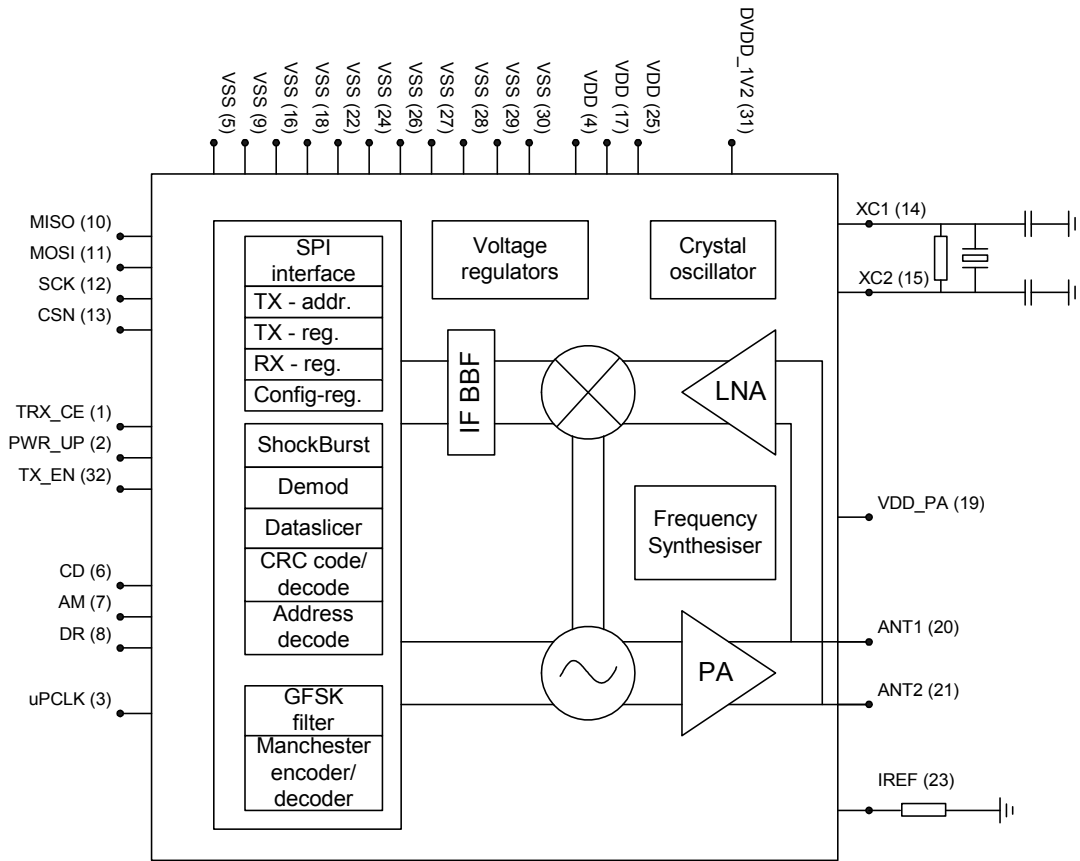 VSS (5)
VSS (9)
VSS (16)
VSS (18)
VSS (22)
VSS (24)
VSS (26)
VSS (27)
VSS (28)
VSS (29)
VSS (30)
VDD (4)
VDD (17)
VDD (25)
DVDD_1V2 (31)
MISO (10)
MOSI (11)
SCK (12)
CSN (13)
TRX_CE (1)
PWR_UP (2)
TX_EN (32)
CD (6)
AM (7)
DR (8)
uPCLK (3)
SPI
interface
TX - addr.
TX - reg.
RX - reg.
Config-reg.
ShockBurst
Demod
Dataslicer
CRC code/
decode
Address
decode
GFSK
filter
Manchester
encoder/
decoder
Voltage
regulators
Crystal
oscillator
IF BBF
LNA
Frequency
Synthesiser
PA
XC1 (14)
XC2 (15)
VDD_PA (19)
ANT1 (20)
ANT2 (21)
IREF (23)